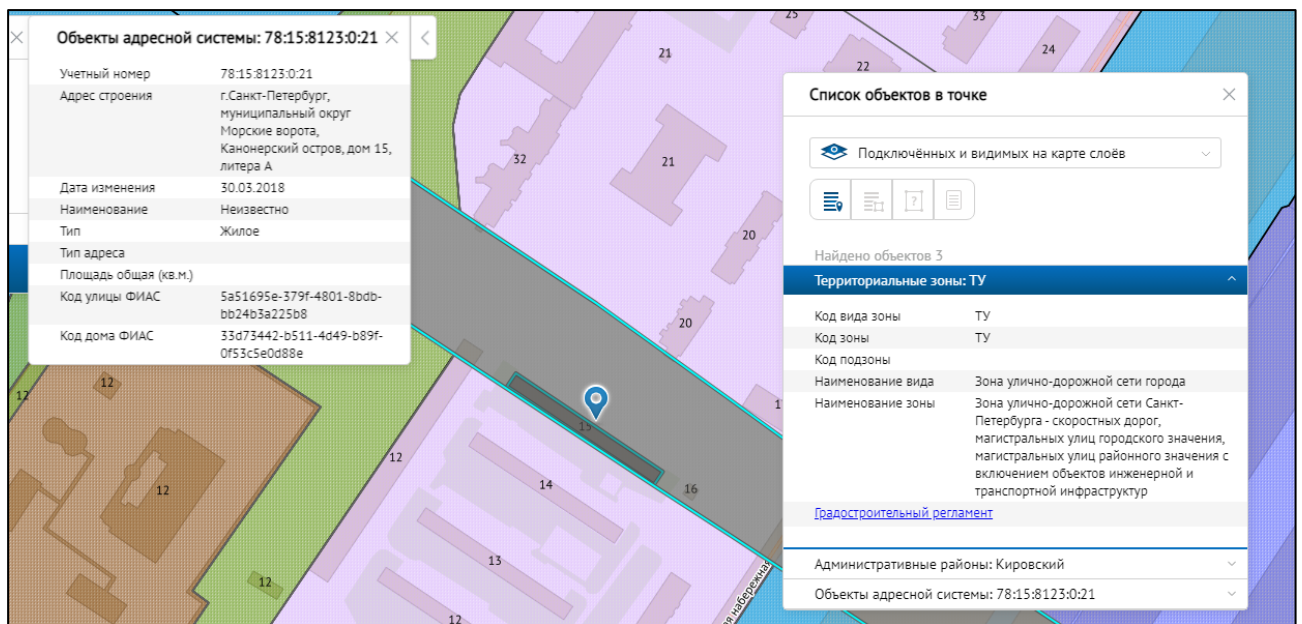 Объекты адресной системы: 78:15:8123:0:21
Учетный номер 78:15:8123:0:21
Адрес строения г.Санкт-Петербург,
муниципальный округ
Морские ворота,
Канонерский остров, дом 15,
литера А
Дата изменения 30.03.2018
Наименование Неизвестно
Тип Жилое
Тип адреса
Площадь общая (кв.м.)
Код улицы ФИАС 5a51695e-379f-4801-8bdb-
bb24b3a225b8
Код дома ФИАС 33d73442-b511-4d49-b89f-
0f53c5e0d88e
Список объектов в точке
Подключённых и видимых на карте слоёв
Найдено объектов 3
Территориальные зоны: ТУ
Код вида зоны ТУ
Код зоны ТУ
Код подзоны
Наименование вида Зона улично-дорожной сети города
Наименование зоны Зона улично-дорожной сети Санкт-
Петербурга - скоростных дорог,
магистральных улиц городского значения,
магистральных улиц районного значения с
включением объектов инженерной и
транспортной инфраструктур
Градостроительный регламент
Административные районы: Кировский
Объекты адресной системы: 78:15:8123:0:21
25
33
21
24
22
32
21
20
20
12
12
15
12
14
16
12
13
12
12
набережная